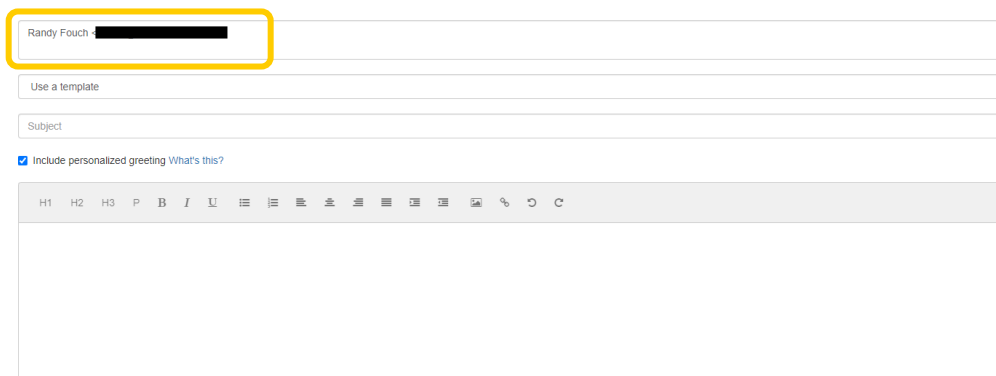 Randy Fouch <
Use a template
Subject
Include personalized greeting What's this?
H1 H2 H3 P B I U